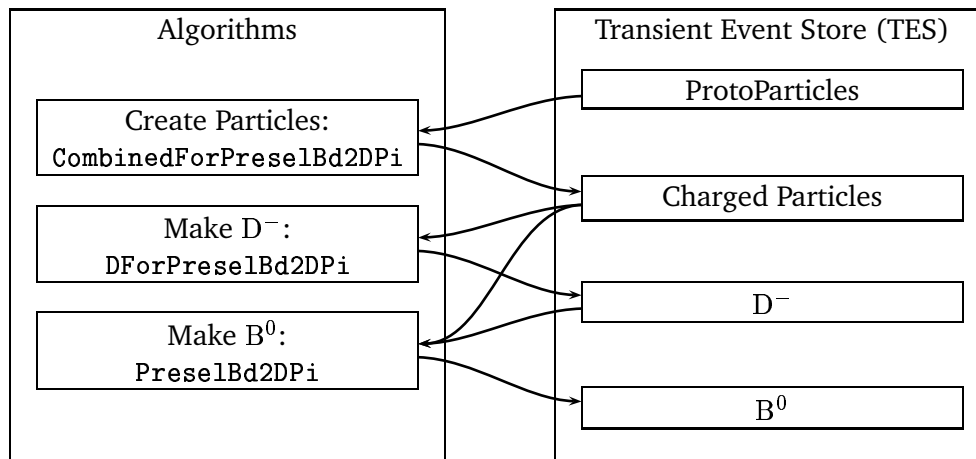 Algorithms
Create Particles:
CombinedForPreselBd2DPi
Make D⁻:
DForPreselBd2DPi
Make B⁰:
PreselBd2DPi
Transient Event Store (TES)
ProtoParticles
Charged Particles
D⁻
B⁰